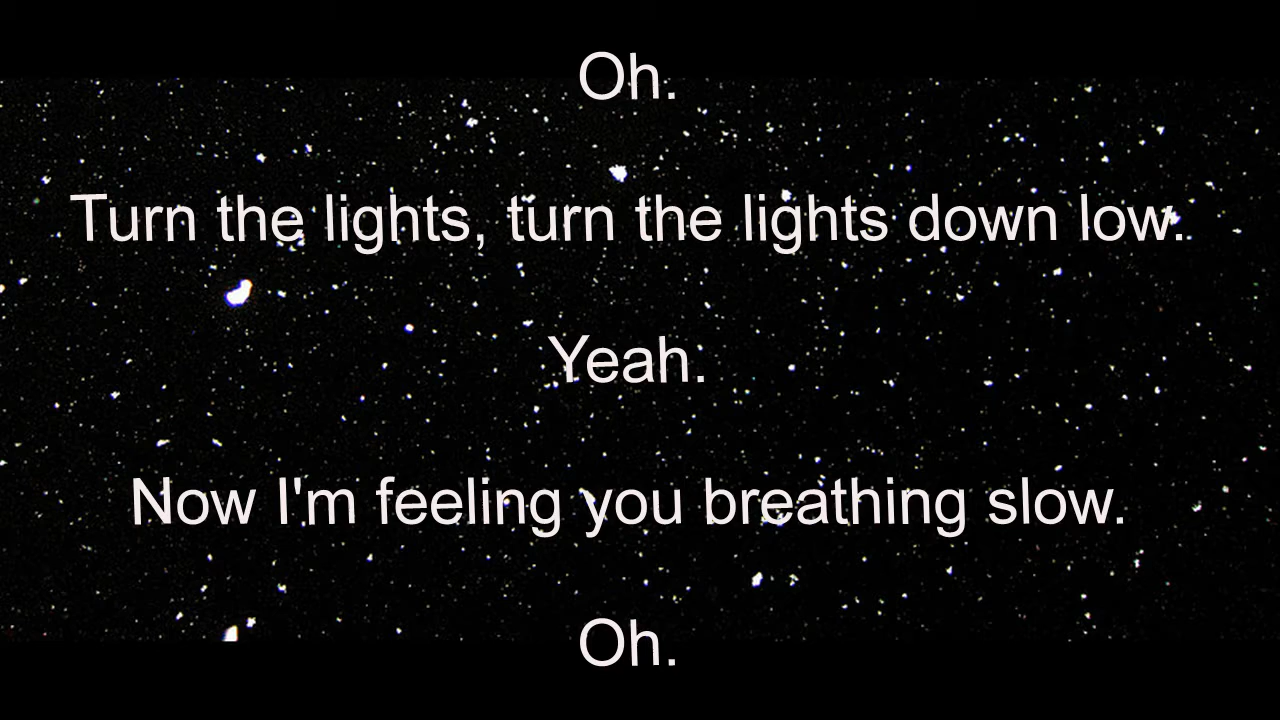 Oh.
Turn the lights, turn the lights down low.
Yeah.
Now I'm feeling you breathing slow.
Oh.